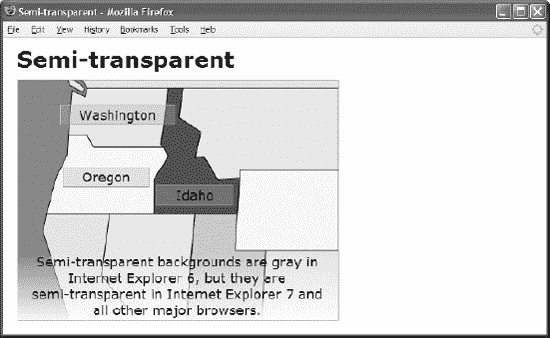 Semi-transparent - Mozilla Firefox
File Edit View History Bookmarks Tools Help
Semi-transparent
Washington
Oregon
Idaho
Semi-transparent backgrounds are gray in
Internet Explorer 6, but they are
semi-transparent in Internet Explorer 7 and
all other major browsers.